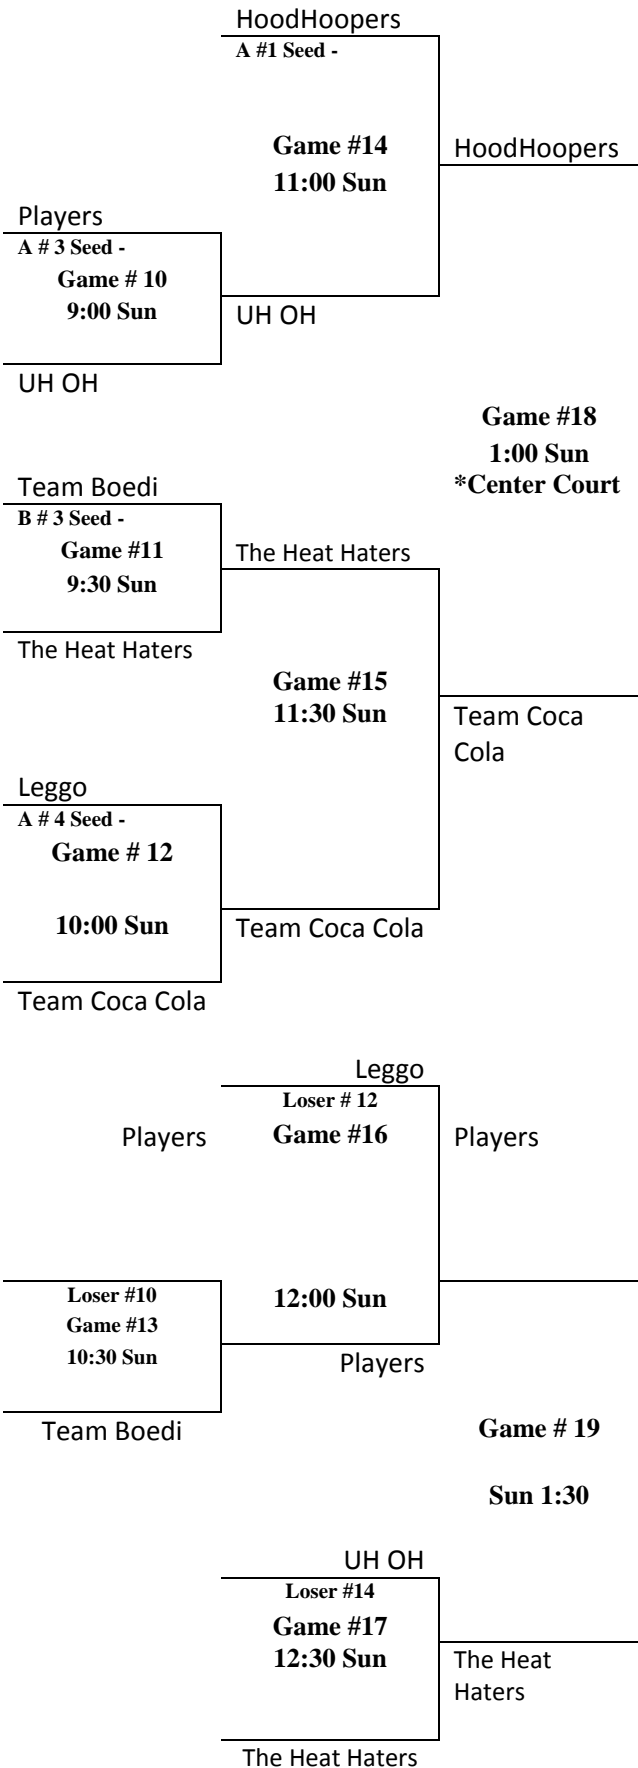 HoodHoopers
A #1 Seed -
Game #14
11:00 Sun
HoodHoopers
Players
A # 3 Seed -
Game # 10
9:00 Sun
UH OH
UH OH
Game #18
1:00 Sun
*Center Court
Team Boedi
B # 3 Seed -
Game #11
9:30 Sun
The Heat Haters
The Heat Haters
Game #15
11:30 Sun
Team Coca
Cola
Leggo
A # 4 Seed -
Game # 12
10:00 Sun
Team Coca Cola
Team Coca Cola
Leggo
Loser # 12
Players
Game #16
Players
Loser #10
Game #13
10:30 Sun
12:00 Sun
Players
Team Boedi
Game # 19
Sun 1:30
UH OH
Loser #14
Game #17
12:30 Sun
The Heat
Haters
The Heat Haters